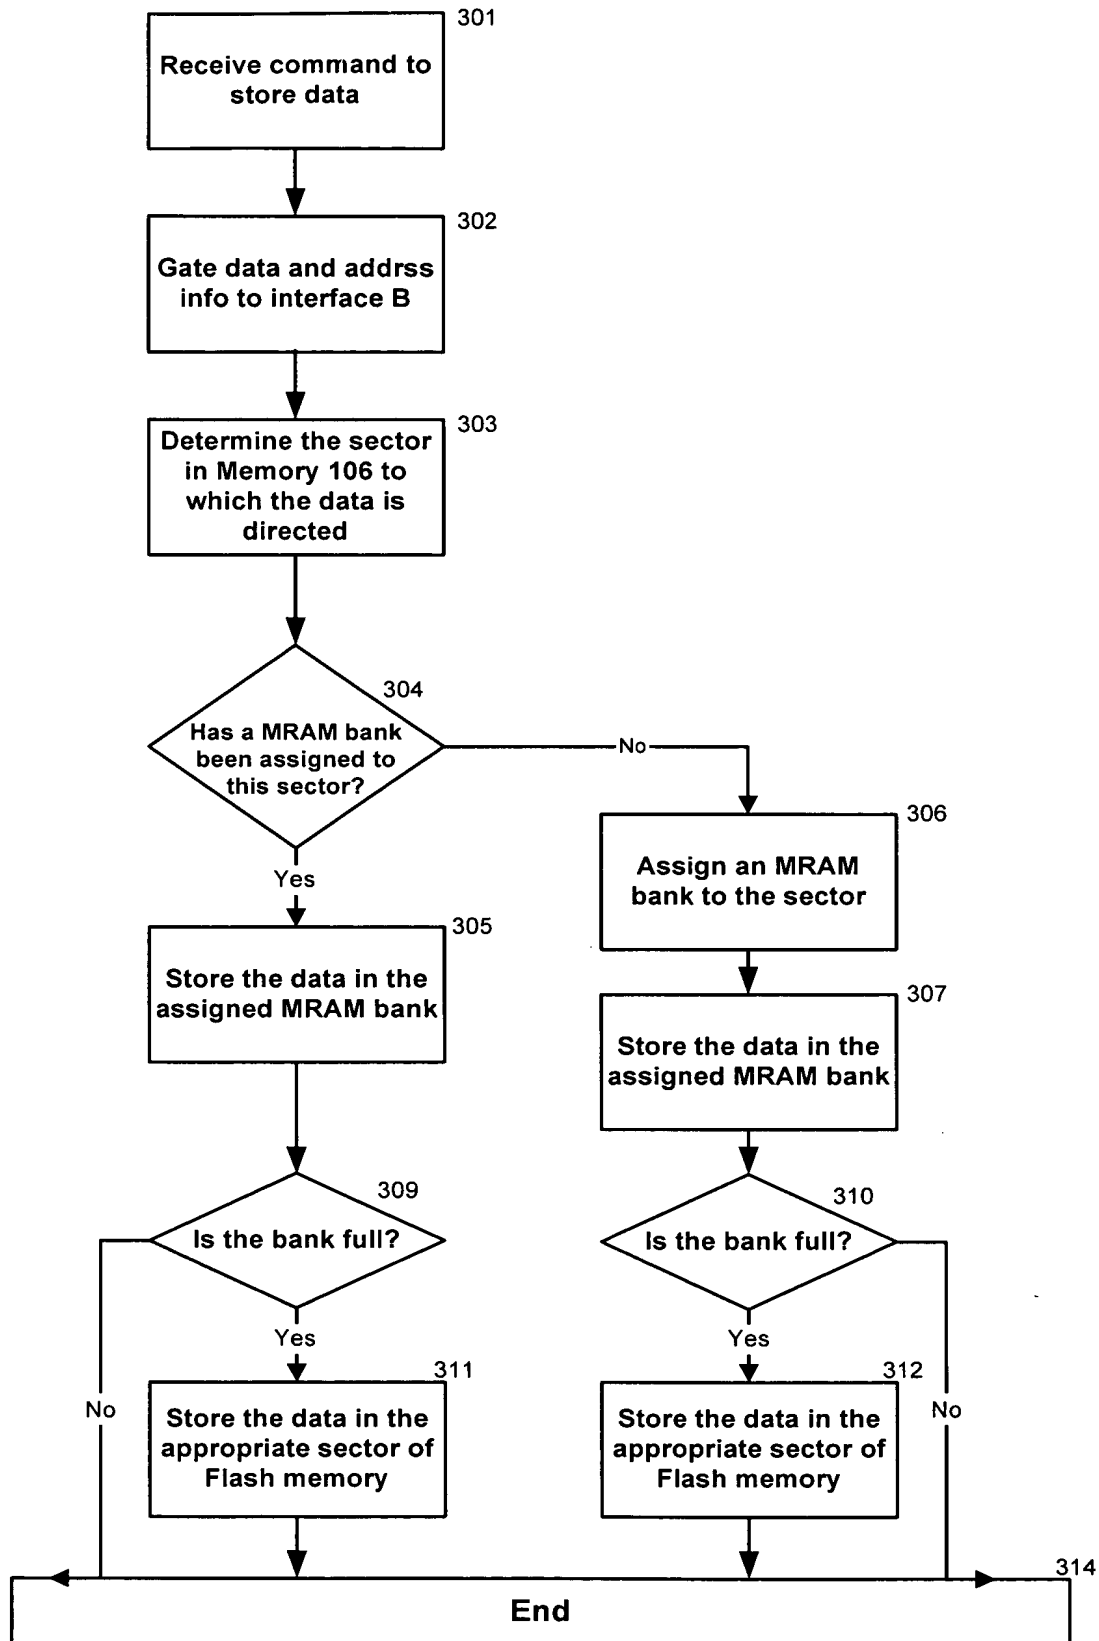 301
Receive command to
store data
302
Gate data and addrss
info to interface B
303
Determine the sector
in Memory 106 to
which the data is
directed
304
Has a MRAM bank
been assigned to
this sector?
No
Yes
306
Assign an MRAM
bank to the sector
305
Store the data in the
assigned MRAM bank
307
Store the data in the
assigned MRAM bank
309
Is the bank full?
310
Is the bank full?
Yes
Yes
No
311
Store the data in the
appropriate sector of
Flash memory
312
Store the data in the
appropriate sector of
Flash memory
No
314
End